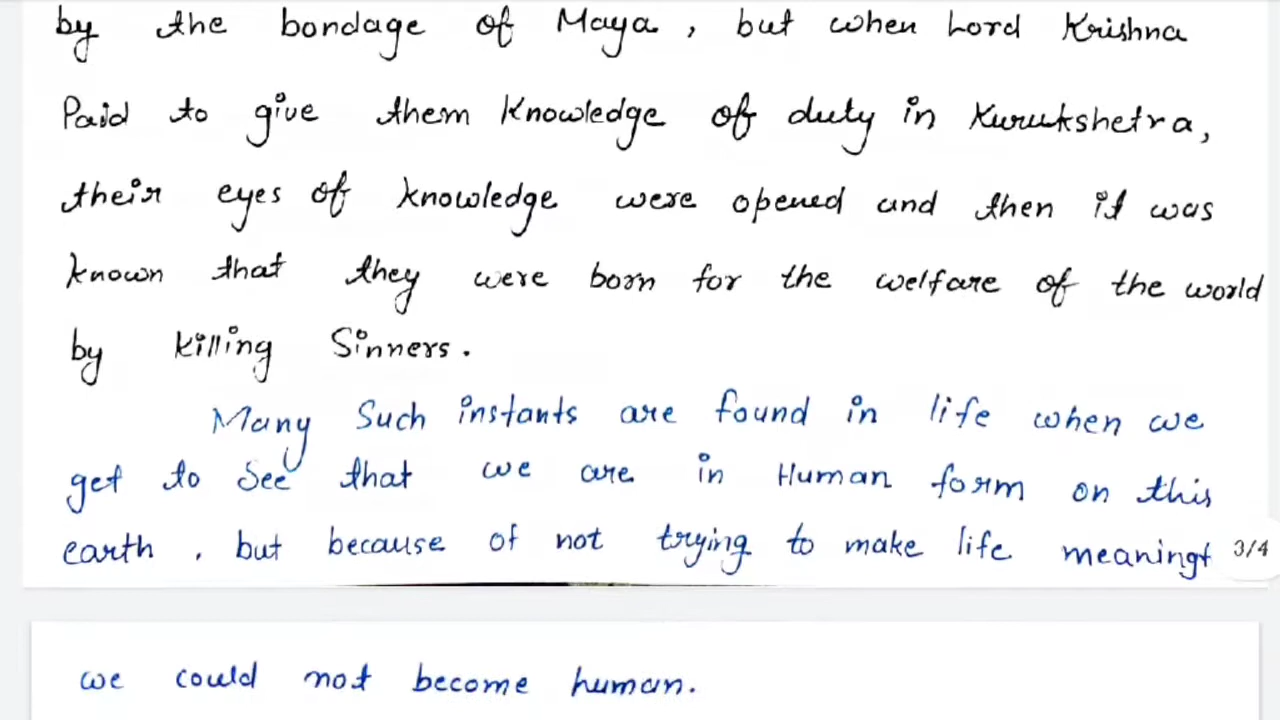 by the bondage of Maya, but when Lord Krishna
Paid to give them Knowledge of duty in Kurukshetra,
their eyes of knowledge were opened and then it was
known that they were born for the welfare of the world
by killing Sinners.
Many Such instants are found in life when we
get to See that we are in Human form on this
earth, but because of not trying to make life
3/4
we could not become human.